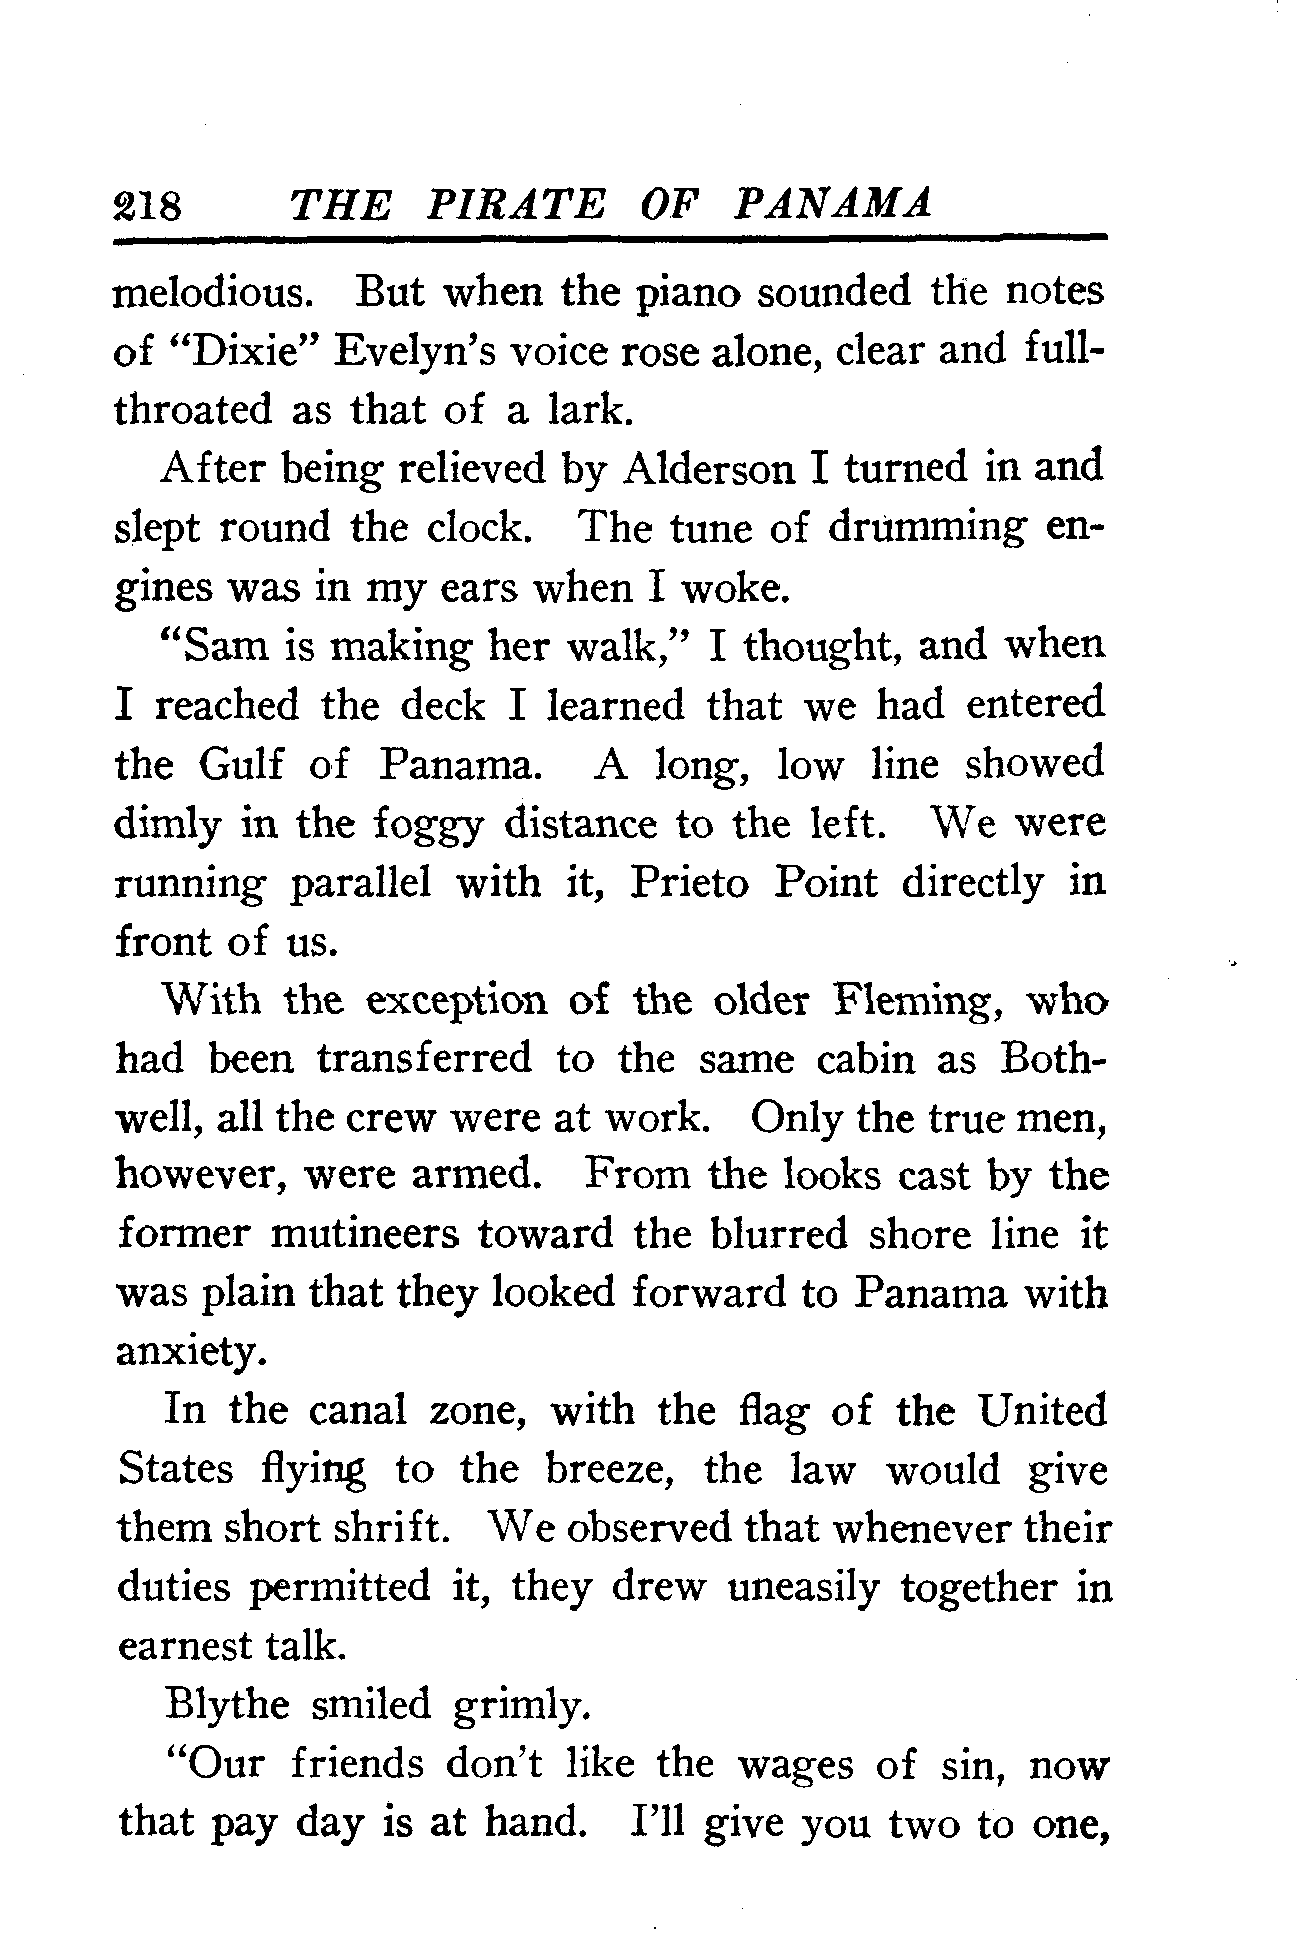 218 THE PIRATE OF PANAMA
melodious. But when the piano sounded the notes
of “Dixie” Evelyn’s voice rose alone, clear and full-
throated as that of a lark.
After being relieved by Alderson I turned in and
slept round the clock. The tune of drumming en-
gines was in my ears when I woke.
“Sam is making her walk,” I thought, and when
I reached the deck I learned that we had entered
the Gulf of Panama. A long, low line showed
dimly in the foggy distance to the left. We were
running parallel with it, Prieto Point directly in
front of us.
With the exception of the older Fleming, who
had been transferred to the same cabin as Both-
well, all the crew were at work. Only the true men,
however, were armed. From the looks cast by the
former mutineers toward the blurred shore line it
was plain that they looked forward to Panama with
anxiety.
In the canal zone, with the flag of the United
States flying to the breeze, the law would give
them short shrift. We observed that whenever their
duties permitted it, they drew uneasily together in
earnest talk.
Blythe smiled grimly.
“Our friends don’t like the wages of sin, now
that pay day is at hand. I’ll give you two to one,